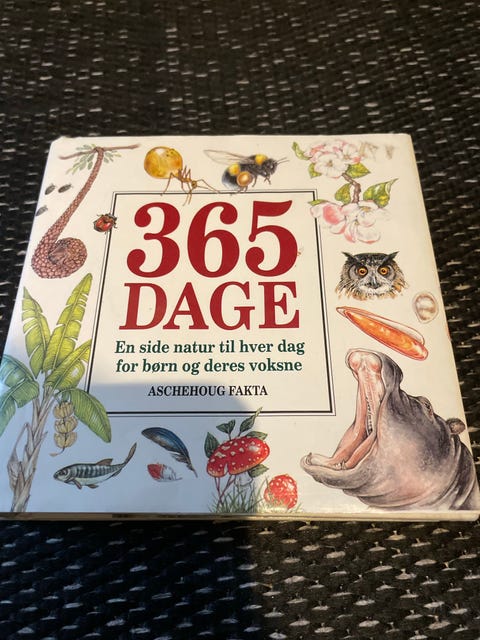 365
DAGE
En side natur til hver dag
for børn og deres voksne
ASCHEHOUG FAKTA